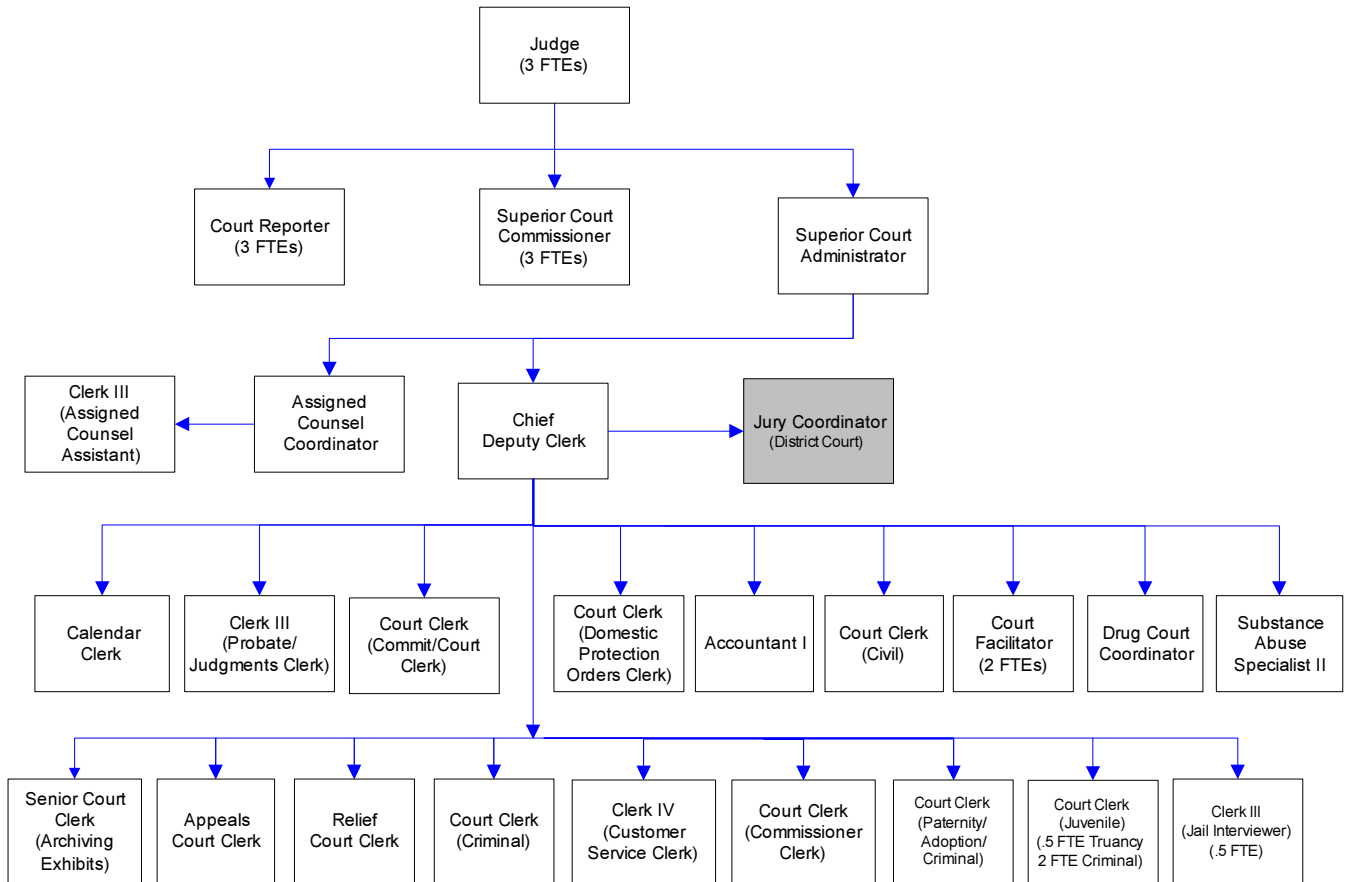 Judge
(3 FTEs)
Court Reporter
(3 FTEs)
Superior Court
Commissioner
(3 FTEs)
Superior Court
Administrator
Clerk III
(Assigned
Counsel
Assistant)
Assigned
Counsel
Coordinator
Chief
Deputy Clerk
Jury Coordinator
(District Court)
Calendar
Clerk
Clerk III
(Probate/
Judgments Clerk)
Court Clerk
(Commit/Court
Clerk)
Court Clerk
(Domestic
Protection
Orders Clerk)
Accountant I
Court Clerk
(Civil)
Court
Facilitator
(2 FTEs)
Drug Court
Coordinator
Substance
Abuse
Specialist II
Senior Court
Clerk
(Archiving
Exhibits)
Appeals
Court Clerk
Relief
Court Clerk
Court Clerk
(Criminal)
Clerk IV
(Customer
Service Clerk)
Court Clerk
(Commissioner
Clerk)
Court Clerk
(Paternity/
Adoption/
Criminal)
Court Clerk
(Juvenile)
(.5 FTE Truancy
2 FTE Criminal)
Clerk III
(Jail Interviewer)
(.5 FTE)